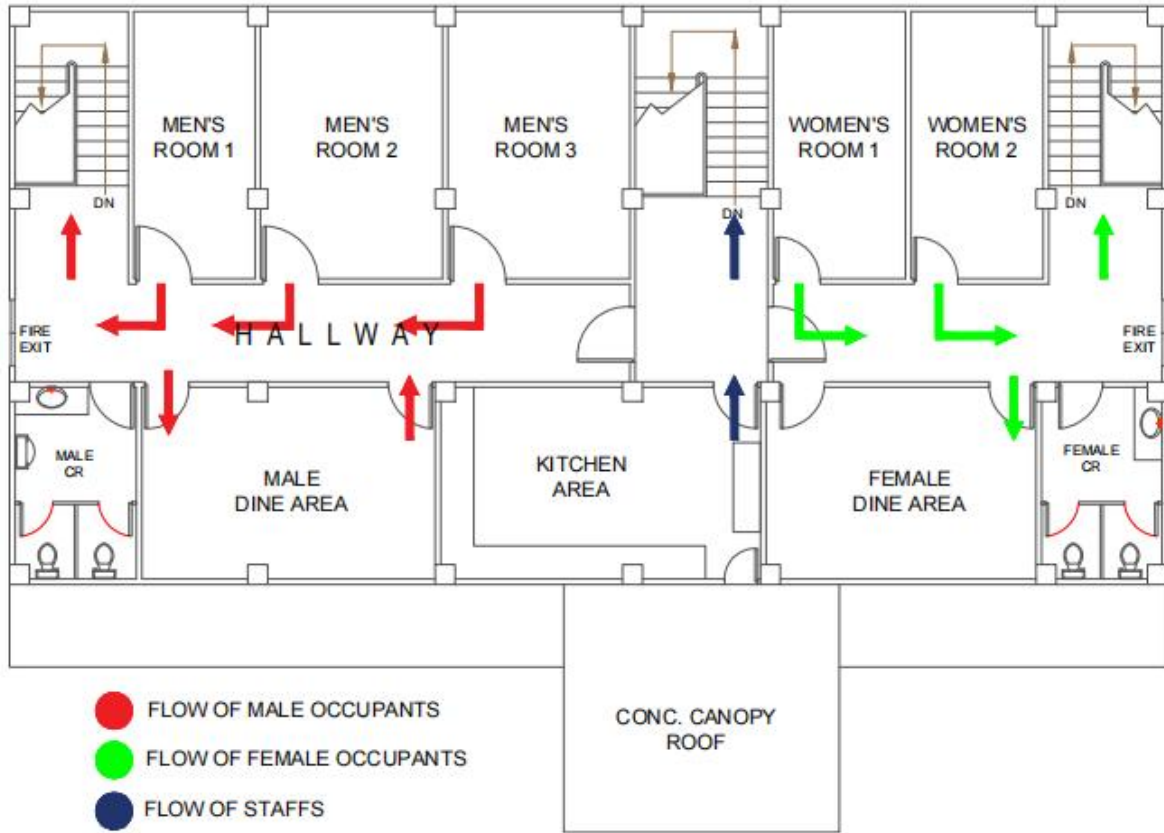 MEN'S
ROOM 1
MEN'S
ROOM 2
MEN'S
ROOM 3
WOMEN'S
ROOM 1
WOMEN'S
ROOM 2
DN
DN
DN
FIRE
EXIT
HALLWAY
FIRE
EXIT
MALE
CR
MALE
DINE AREA
KITCHEN
AREA
FEMALE
DINE AREA
FEMALE
CR
FLOW OF MALE OCCUPANTS
FLOW OF FEMALE OCCUPANTS
FLOW OF STAFFS
CONC. CANOPY
ROOF